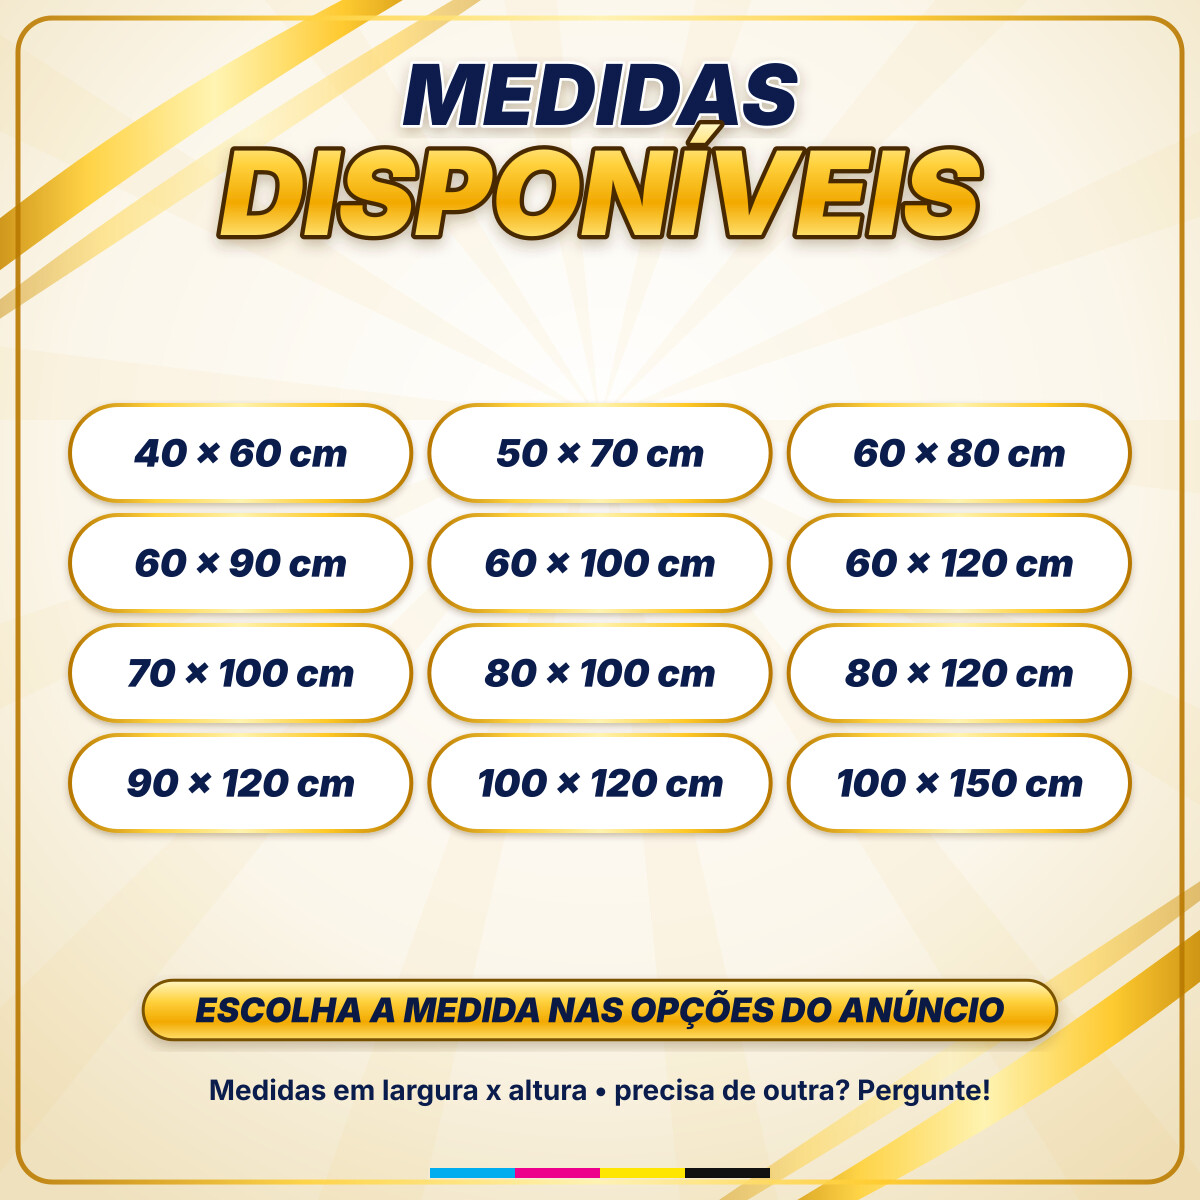 MEDIDAS
DISPONÍVEIS
40 × 60 cm
50 × 70 cm
60 × 80 cm
60 × 90 cm
60 × 100 cm
60 × 120 cm
70 × 100 cm
80 × 100 cm
80 × 120 cm
90 × 120 cm
100 × 120 cm
100 × 150 cm
ESCOLHA A MEDIDA NAS OPÇÕES DO ANÚNCIO
Medidas em largura x altura • precisa de outra? Pergunte!